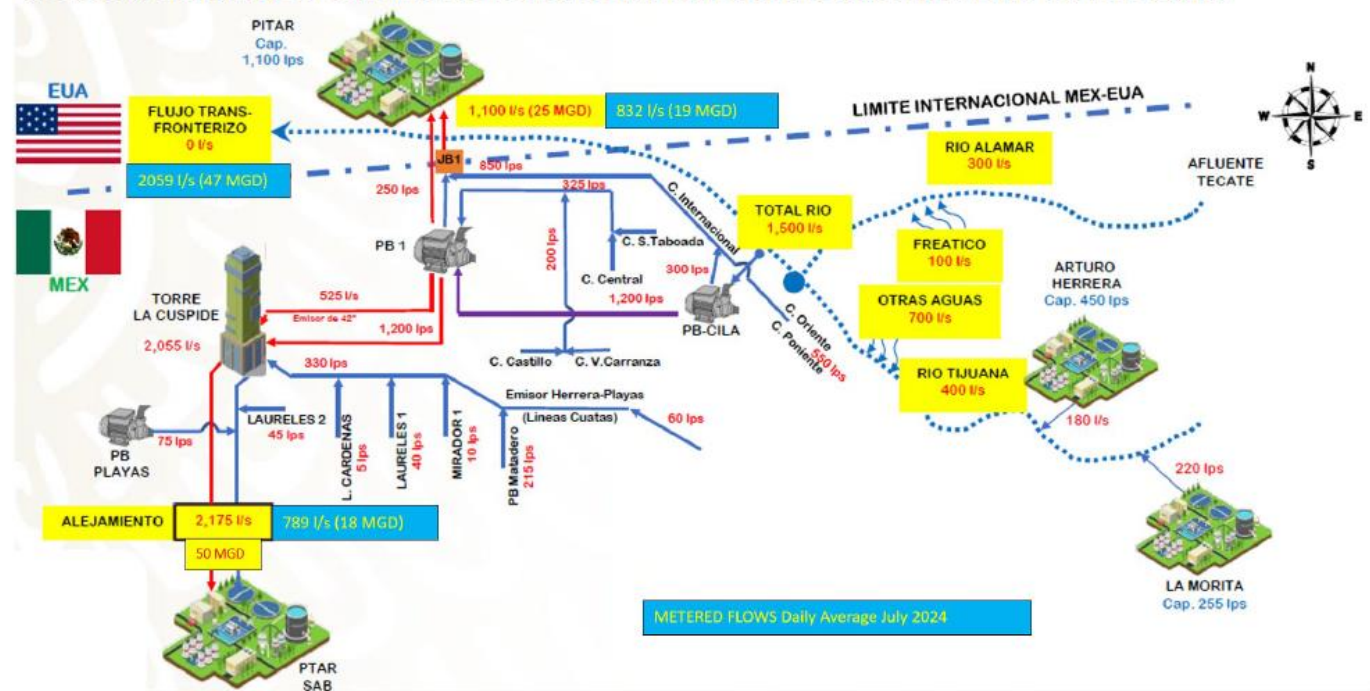 PITAR
Cap.
1,100 lps
EUA
FLUJO TRANS-
FRONTERIZO
0 l/s
2059 l/s (47 MGD)
MEX
1,100 l/s (25 MGD)
832 l/s (19 MGD)
LIMITE INTERNACIONAL MEX-EUA
N
W
E
S
RIO ALAMAR
300 l/s
AFLUENTE
TECATE
JB1
850 lps
250 lps
325 lps
C. Internacional
TOTAL RIO
1,500 l/s
PB 1
200 lps
C. S.Taboada
C. Central
300 lps
FREATICO
100 l/s
ARTURO
HERRERA
Cap. 450 lps
TORRE
LA CUSPIDE
2,055 l/s
525 l/s
Emisor de 42"
1,200 lps
1,200 lps
PB-CILA
C. Oriente
C. Poniente
550 lps
OTRAS AGUAS
700 l/s
330 lps
C. Castillo
C. V.Carranza
RIO TIJUANA
400 l/s
Emisor Herrera-Playas
(Lineas Cuatas)
60 lps
180 l/s
LAURELES 2
45 lps
75 lps
PB
PLAYAS
L. CARDENAS
5 lps
LAURELES 1
40 lps
MIRADOR 1
10 lps
PB Matadero
215 lps
220 lps
ALEJAMIENTO
2,175 l/s
789 l/s (18 MGD)
50 MGD
LA MORITA
Cap. 255 lps
METERED FLOWS Daily Average July 2024
PTAR
SAB